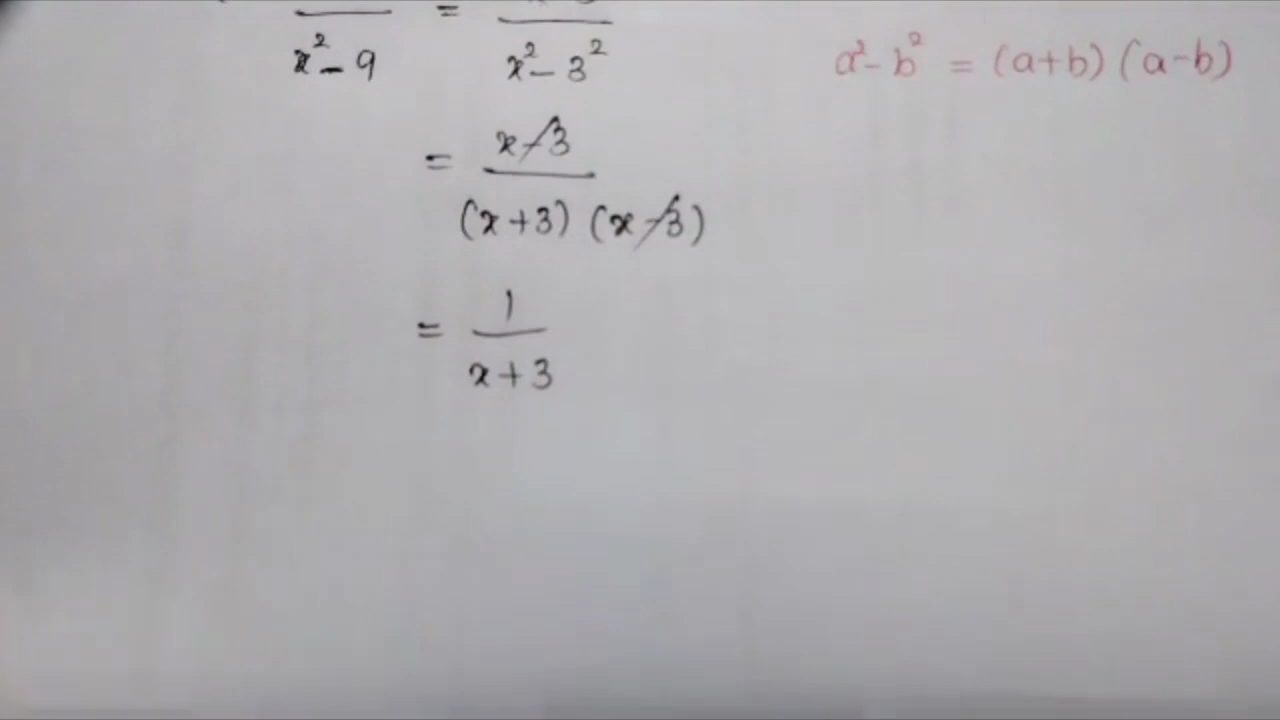 x² - 9 = x² - 3²
a² - b² = (a+b) (a-b)
= x-3
(x+3) (x-3)
= 1
x+3